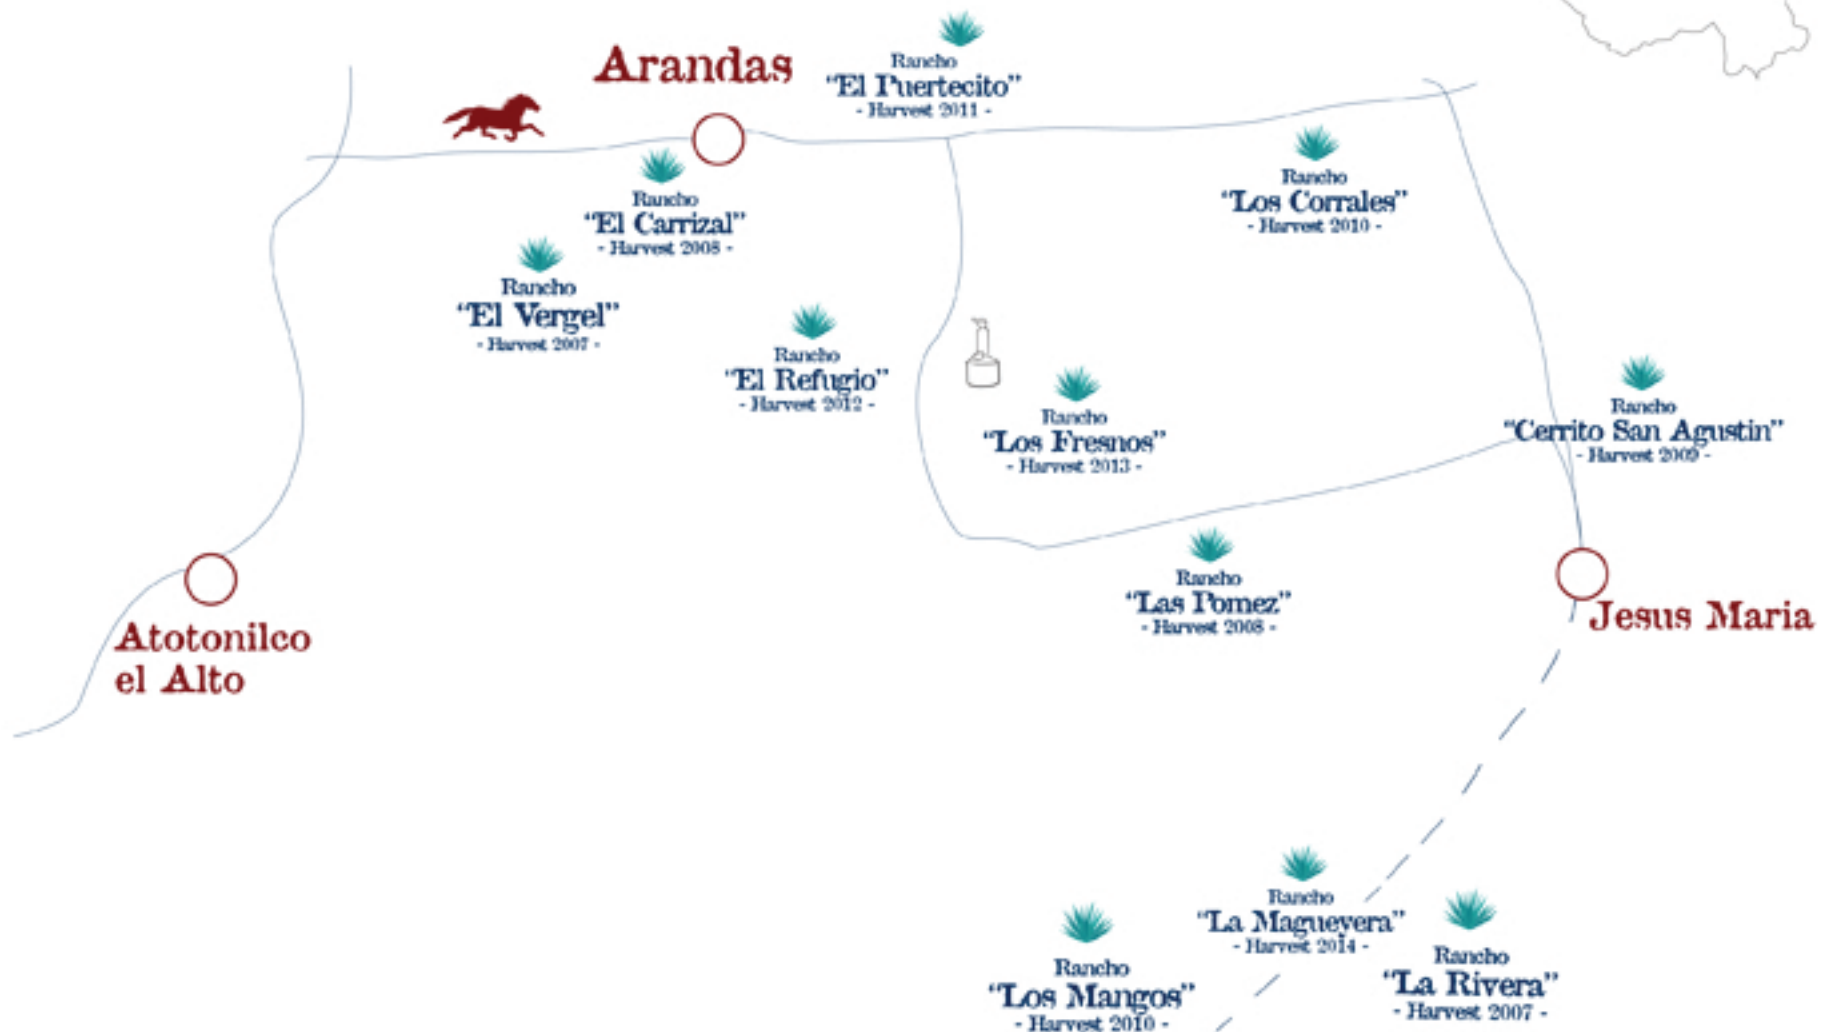 Arandas
Rancho
“El Puertecito”
- Harvest 2011 -
Rancho
“El Carrizal”
- Harvest 2008 -
Rancho
“Los Corrales”
- Harvest 2010 -
Rancho
“El Vergel”
- Harvest 2007 -
Rancho
“El Refugio”
- Harvest 2012 -
Rancho
“Los Fresnos”
- Harvest 2013 -
Rancho
“Cerrito San Agustin”
- Harvest 2009 -
Rancho
“Las Pomez”
- Harvest 2008 -
Jesus Maria
Atotonilco
el Alto
Rancho
“La Magueyera”
- Harvest 2014 -
Rancho
“Los Mangos”
- Harvest 2010 -
Rancho
“La Rivera”
- Harvest 2007 -